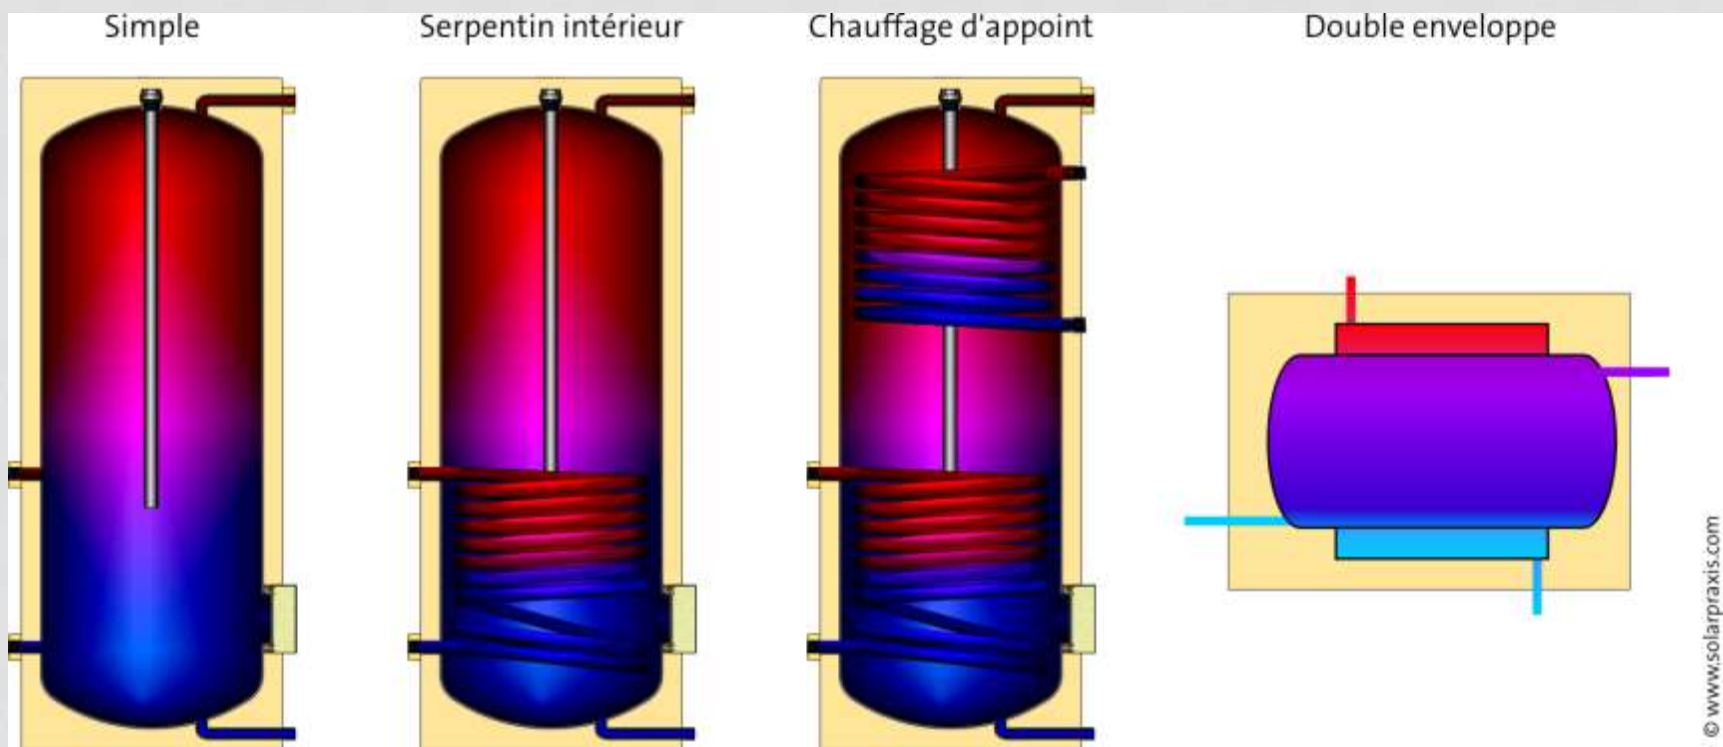 Simple
Serpentin intérieur
Chauffage d'appoint
Double enveloppe
© www.solarpraxis.com